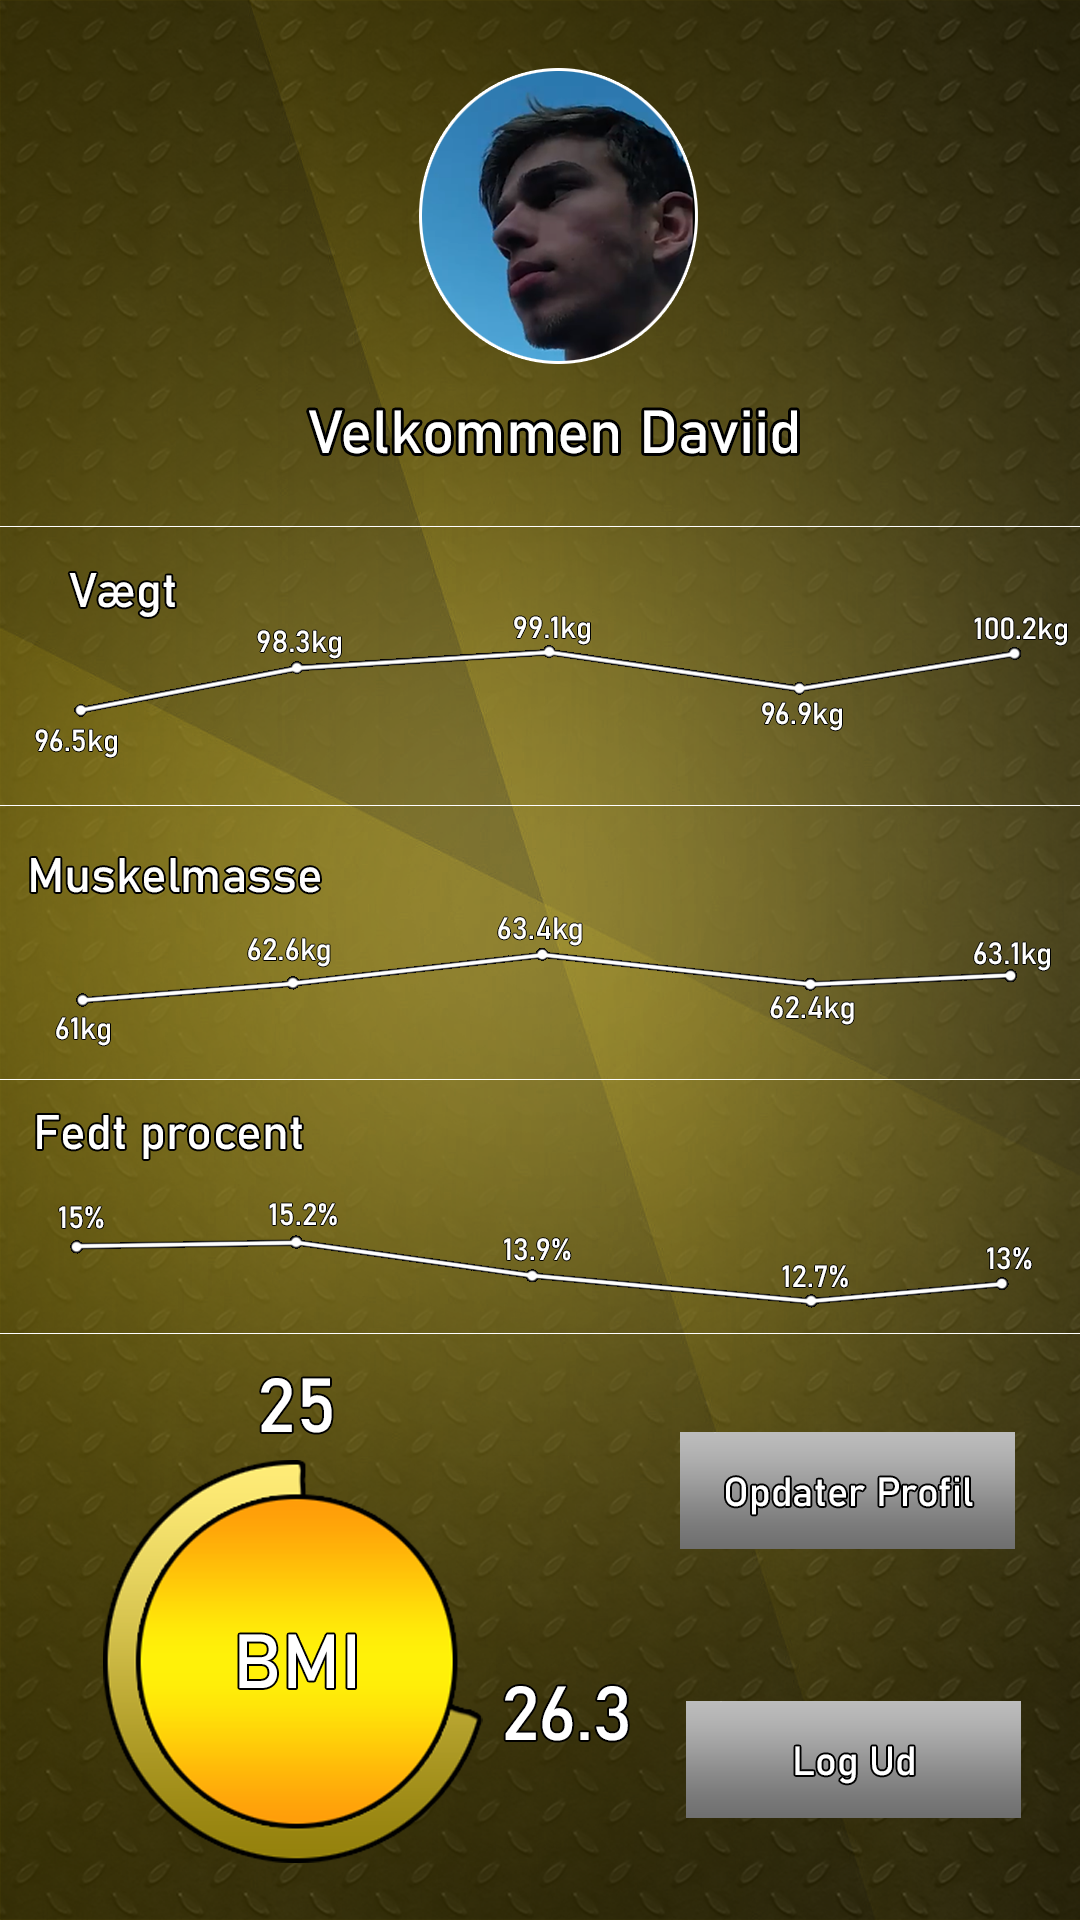 Velkommen Daviid
Vægt
96.5kg
98.3kg
99.1kg
96.9kg
100.2kg
Muskelmasse
61kg
62.6kg
63.4kg
62.4kg
63.1kg
Fedt procent
15%
15.2%
13.9%
12.7%
13%
25
BMI
26.3
Opdater Profil
Log Ud